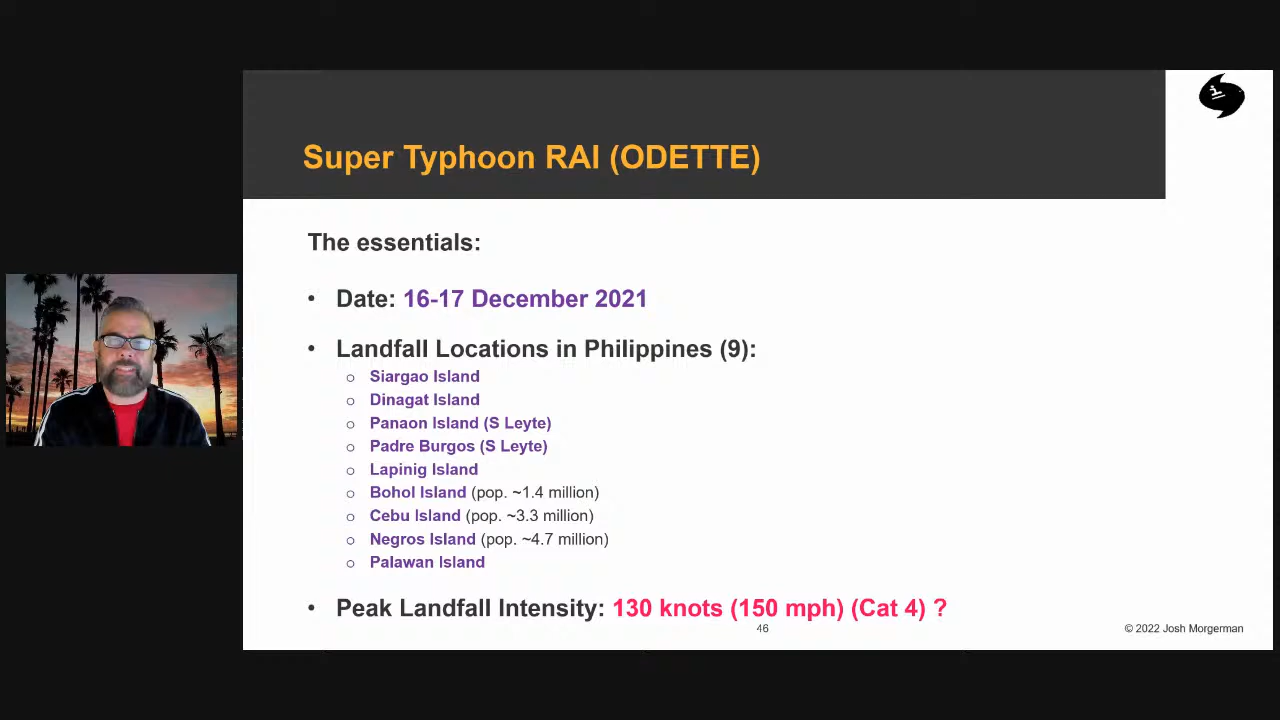 Super Typhoon RAI (ODETTE)
The essentials:
• Date: 16-17 December 2021
• Landfall Locations in Philippines (9):
o Siargao Island
o Dinagat Island
o Panaon Island (S Leyte)
o Padre Burgos (S Leyte)
o Lapinig Island
o Bohol Island (pop. ~1.4 million)
o Cebu Island (pop. ~3.3 million)
o Negros Island (pop. ~4.7 million)
o Palawan Island
• Peak Landfall Intensity: 130 knots (150 mph) (Cat 4) ?
46
© 2022 Josh Morgerman